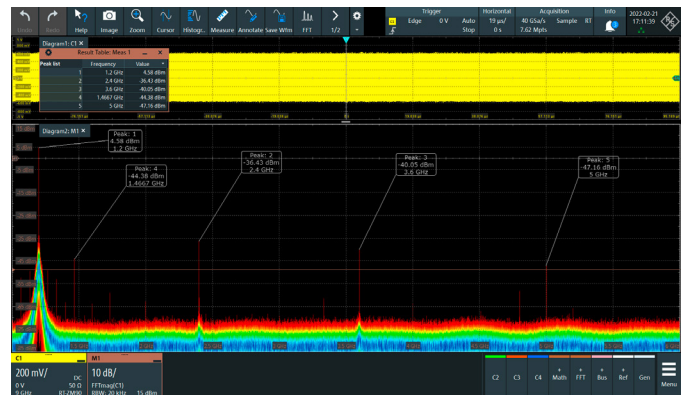 Trigger Horizontal Acquisition Info
Edge 0 V Auto 19 µs/ 40 GSa/s Sample RT 2022-02-21
Stop 0 s 7.62 Mpts 17:11:39
Undo Redo Help Image Zoom Cursor Histogr.. Measure Annotate Save Wfm FFT 1/2
Diagram1: C1 ×
Result Table: Meas 1
Peak list Frequency Value
1 1.2 GHz 4.58 dBm
2 2.4 GHz -36.43 dBm
3 3.6 GHz -40.05 dBm
4 1.4667 GHz -44.38 dBm
5 5 GHz -47.16 dBm
Diagram2: M1 ×
Peak: 1
4.58 dBm
1.2 GHz
Peak: 4
-44.38 dBm
1.4667 GHz
Peak: 2
-36.43 dBm
2.4 GHz
Peak: 3
-40.05 dBm
3.6 GHz
Peak: 5
-47.16 dBm
5 GHz
C1
200 mV/
DC
0 V 50 Ω
9 GHz RT-ZM90
M1
10 dB/
FFTmag(C1)
RBW: 20 kHz 15 dBm
C2 C3 C4 + Math + FFT + Bus + Ref Gen
Menu